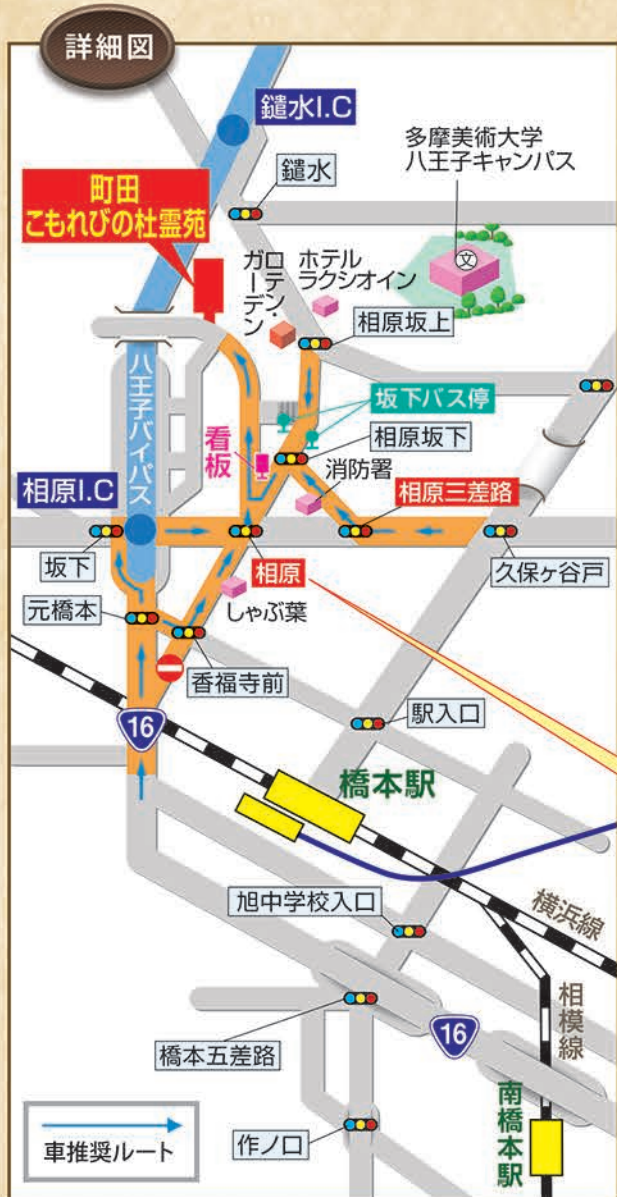 詳細図
鑓水I.C
多摩美術大学
八王子キャンパス
文
鑓水
町田
こもれびの杜霊苑
ロテン・
ガーデン
ホテル
ラクシオイン
相原坂上
八王子バイパス
坂下バス停
看板
相原坂下
消防署
相原I.C
相原三差路
坂下
相原
久保ヶ谷戸
元橋本
しゃぶ葉
香福寺前
16
駅入口
橋本駅
旭中学校入口
横浜線
相模線
16
橋本五差路
南橋本駅
作ノ口
車推奨ルート